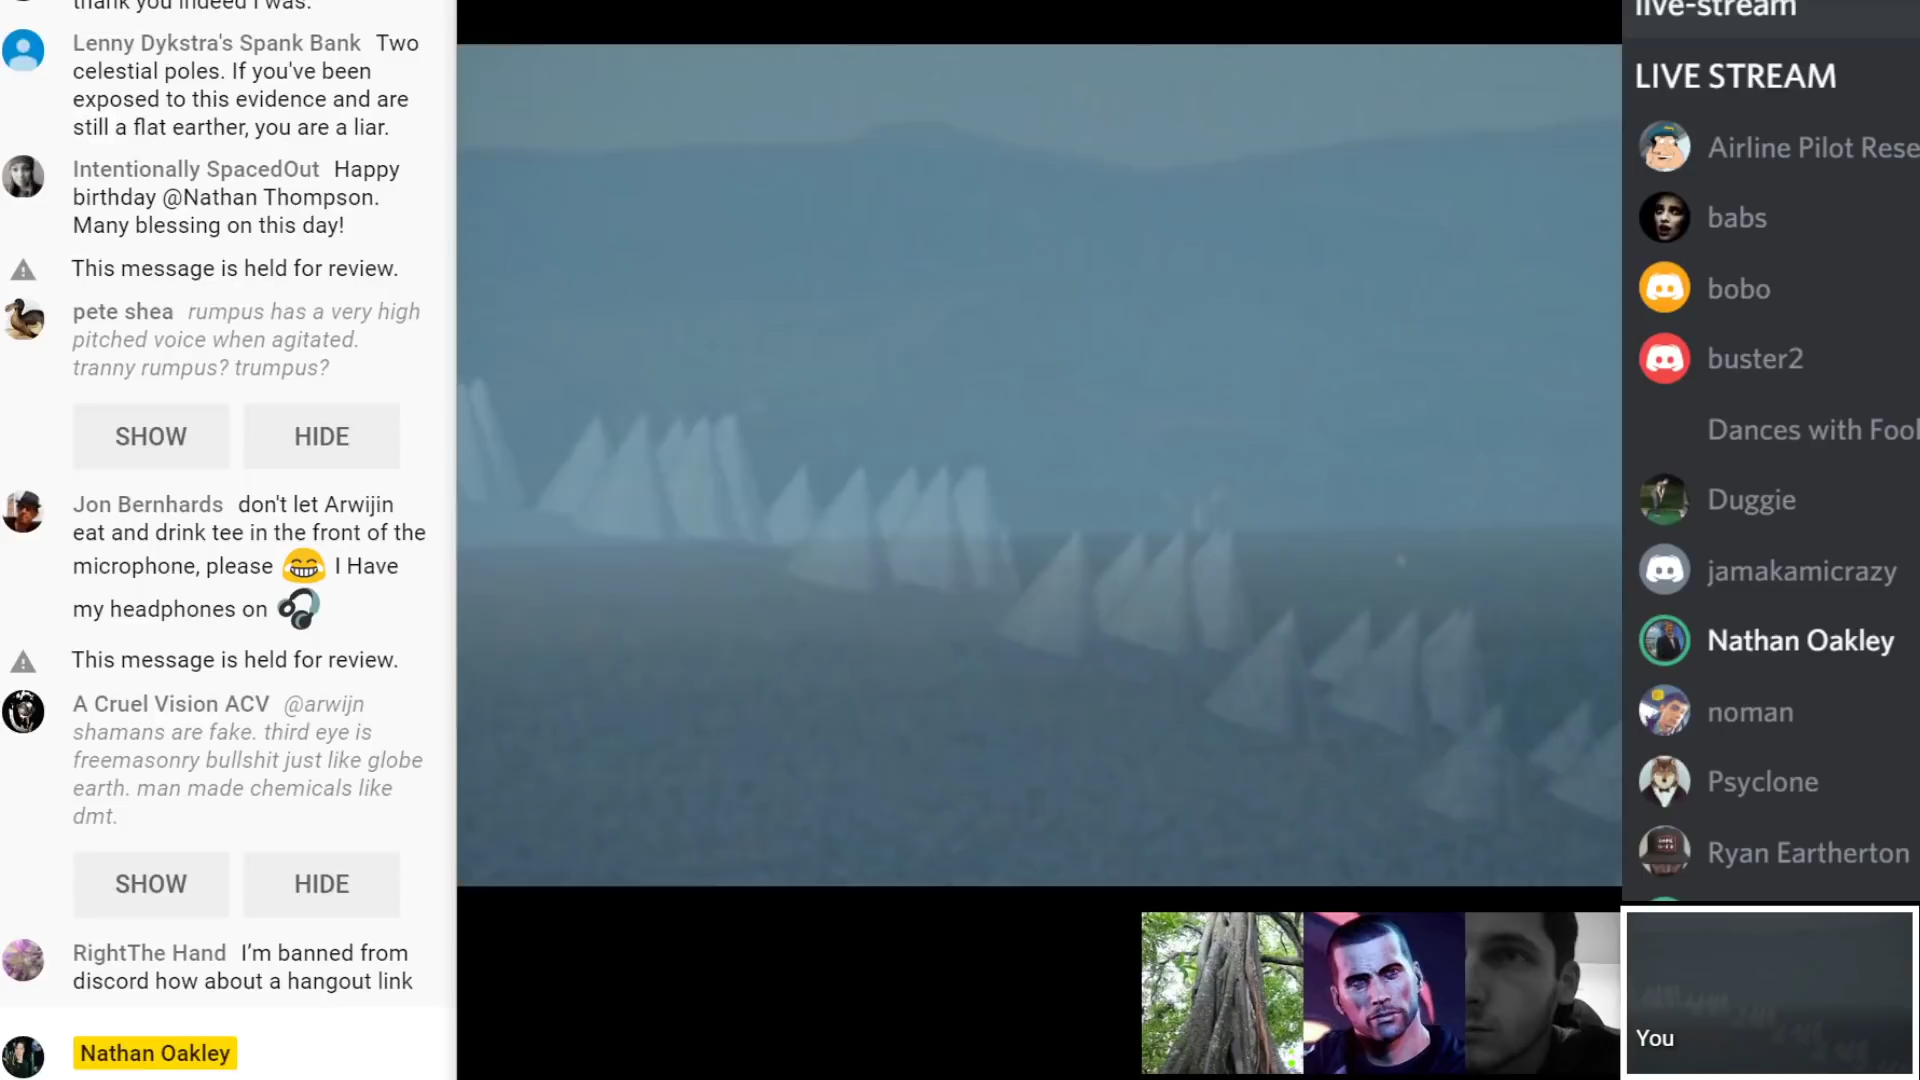 thank you indeed I was.
Lenny Dykstra's Spank Bank Two
celestial poles. If you've been
exposed to this evidence and are
still a flat earther, you are a liar.
Intentionally SpacedOut Happy
birthday @Nathan Thompson.
Many blessing on this day!
This message is held for review.
pete shea rumpus has a very high
pitched voice when agitated.
tranny rumpus? trumpus?
SHOW HIDE
Jon Bernhards don't let Arwijin
eat and drink tee in the front of the
microphone, please 😂 I Have
my headphones on 🎧
This message is held for review.
A Cruel Vision ACV @arwijn
shamans are fake. third eye is
freemasonry bullshit just like globe
earth. man made chemicals like
dmt.
SHOW HIDE
RightThe Hand I'm banned from
discord how about a hangout link
Nathan Oakley
live-stream
LIVE STREAM
Airline Pilot Rese
babs
bobo
buster2
Dances with Fool
Duggie
jamakamicrazy
Nathan Oakley
noman
Psyclone
Ryan Eartherton
You